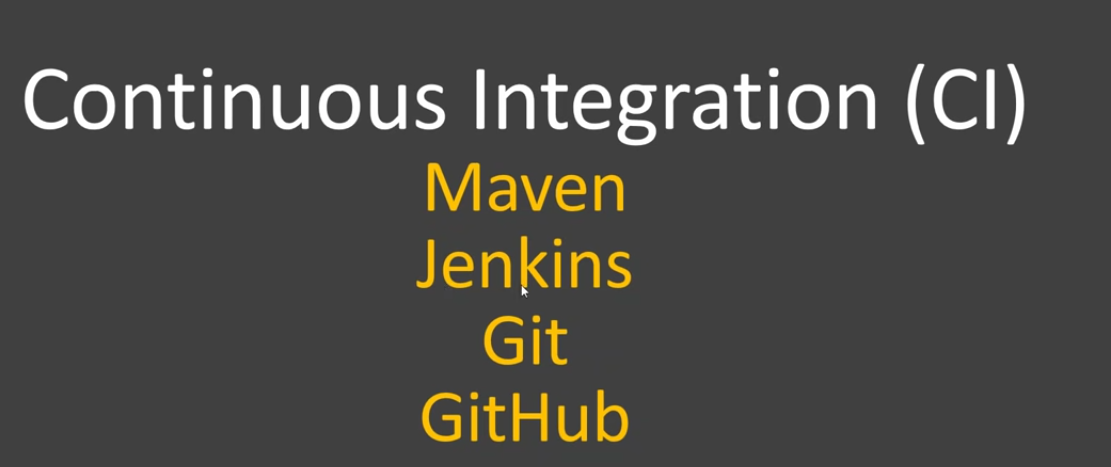 Continuous Integration (CI)
Maven
Jenkins
Git
GitHub